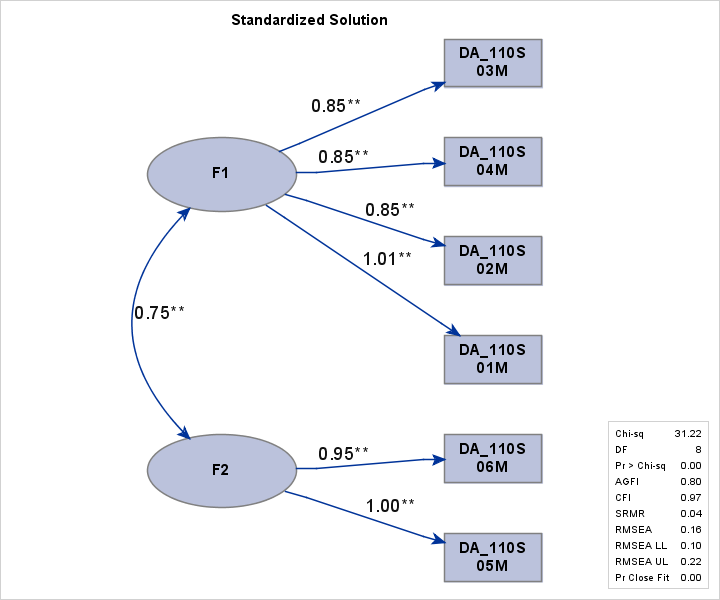 Standardized Solution
DA_110S
03M
0.85**
DA_110S
04M
0.85**
F1
0.85**
DA_110S
02M
1.01**
0.75**
DA_110S
01M
DA_110S
06M
0.95**
F2
1.00**
DA_110S
05M
Chi-sq 31.22
DF 8
Pr > Chi-sq 0.00
AGFI 0.80
CFI 0.97
SRMR 0.04
RMSEA 0.16
RMSEA LL 0.10
RMSEA UL 0.22
Pr Close Fit 0.00